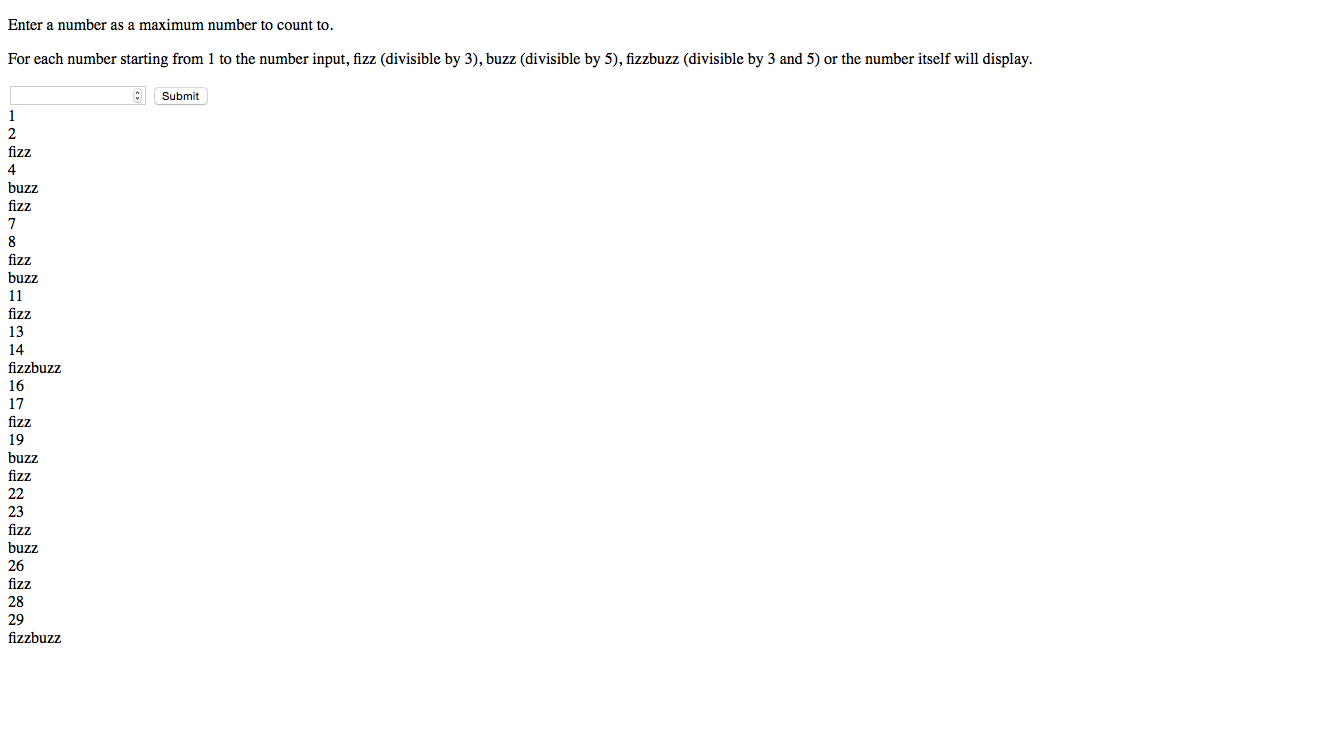 Enter a number as a maximum number to count to.
For each number starting from 1 to the number input, fizz (divisible by 3), buzz (divisible by 5), fizzbuzz (divisible by 3 and 5) or the number itself will display.
Submit
1
2
fizz
4
buzz
fizz
7
8
fizz
buzz
11
fizz
13
14
fizzbuzz
16
17
fizz
19
buzz
fizz
22
23
fizz
buzz
26
fizz
28
29
fizzbuzz